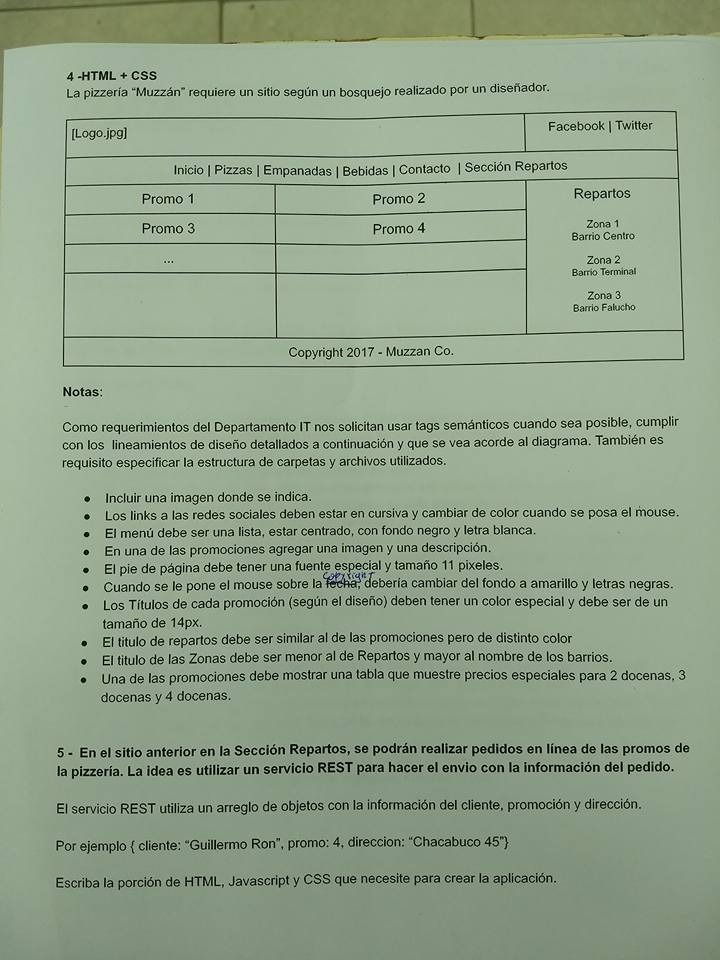 4 -HTML + CSS
La pizzería “Muzzán” requiere un sitio según un bosquejo realizado por un diseñador.
[Logo.jpg]
Facebook | Twitter
Inicio | Pizzas | Empanadas | Bebidas | Contacto | Sección Repartos
Promo 1
Promo 2
Repartos
Promo 3
Promo 4
Zona 1
Barrio Centro
...
Zona 2
Barrio Terminal
Zona 3
Barrio Falucho
Copyright 2017 - Muzzan Co.
Notas:
Como requerimientos del Departamento IT nos solicitan usar tags semánticos cuando sea posible, cumplir
con los lineamientos de diseño detallados a continuación y que se vea acorde al diagrama. También es
requisito especificar la estructura de carpetas y archivos utilizados.
● Incluir una imagen donde se indica.
● Los links a las redes sociales deben estar en cursiva y cambiar de color cuando se posa el mouse.
● El menú debe ser una lista, estar centrado, con fondo negro y letra blanca.
● En una de las promociones agregar una imagen y una descripción.
● El pie de página debe tener una fuente especial y tamaño 11 pixeles.
copyright
● Cuando se le pone el mouse sobre la fecha, debería cambiar del fondo a amarillo y letras negras.
● Los Títulos de cada promoción (según el diseño) deben tener un color especial y debe ser de un
tamaño de 14px.
● El titulo de repartos debe ser similar al de las promociones pero de distinto color
● El titulo de las Zonas debe ser menor al de Repartos y mayor al nombre de los barrios.
● Una de las promociones debe mostrar una tabla que muestre precios especiales para 2 docenas, 3
docenas y 4 docenas.
5 - En el sitio anterior en la Sección Repartos, se podrán realizar pedidos en línea de las promos de
la pizzería. La idea es utilizar un servicio REST para hacer el envio con la información del pedido.
El servicio REST utiliza un arreglo de objetos con la información del cliente, promoción y dirección.
Por ejemplo { cliente: “Guillermo Ron”, promo: 4, direccion: “Chacabuco 45”}
Escriba la porción de HTML, Javascript y CSS que necesite para crear la aplicación.